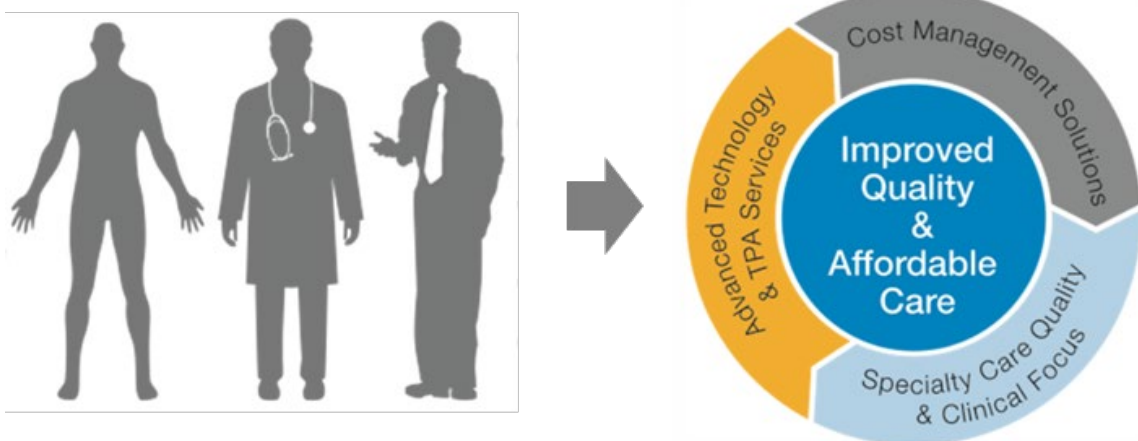 Improved
Quality
&
Affordable
Care
Cost Management Solutions
Specialty Care Quality
& Clinical Focus
Advanced Technology
& TPA Services